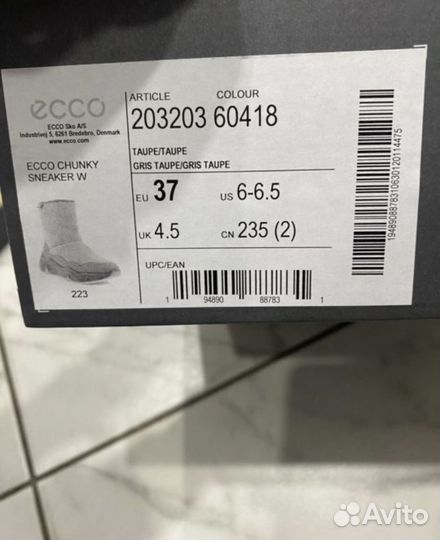 ecco
ECCO Sko A/S
Industrivej 5, 6261 Bredebro, Denmark
www.ecco.com
ECCO CHUNKY
SNEAKER W
223
ARTICLE COLOUR
203203 60418
TAUPE/TAUPE
GRIS TAUPE/GRIS TAUPE
EU 37 US 6-6.5
UK 4.5 CN 235 (2)
UPC/EAN
1 94890 88783 1
1948908878310630120114475
Avito